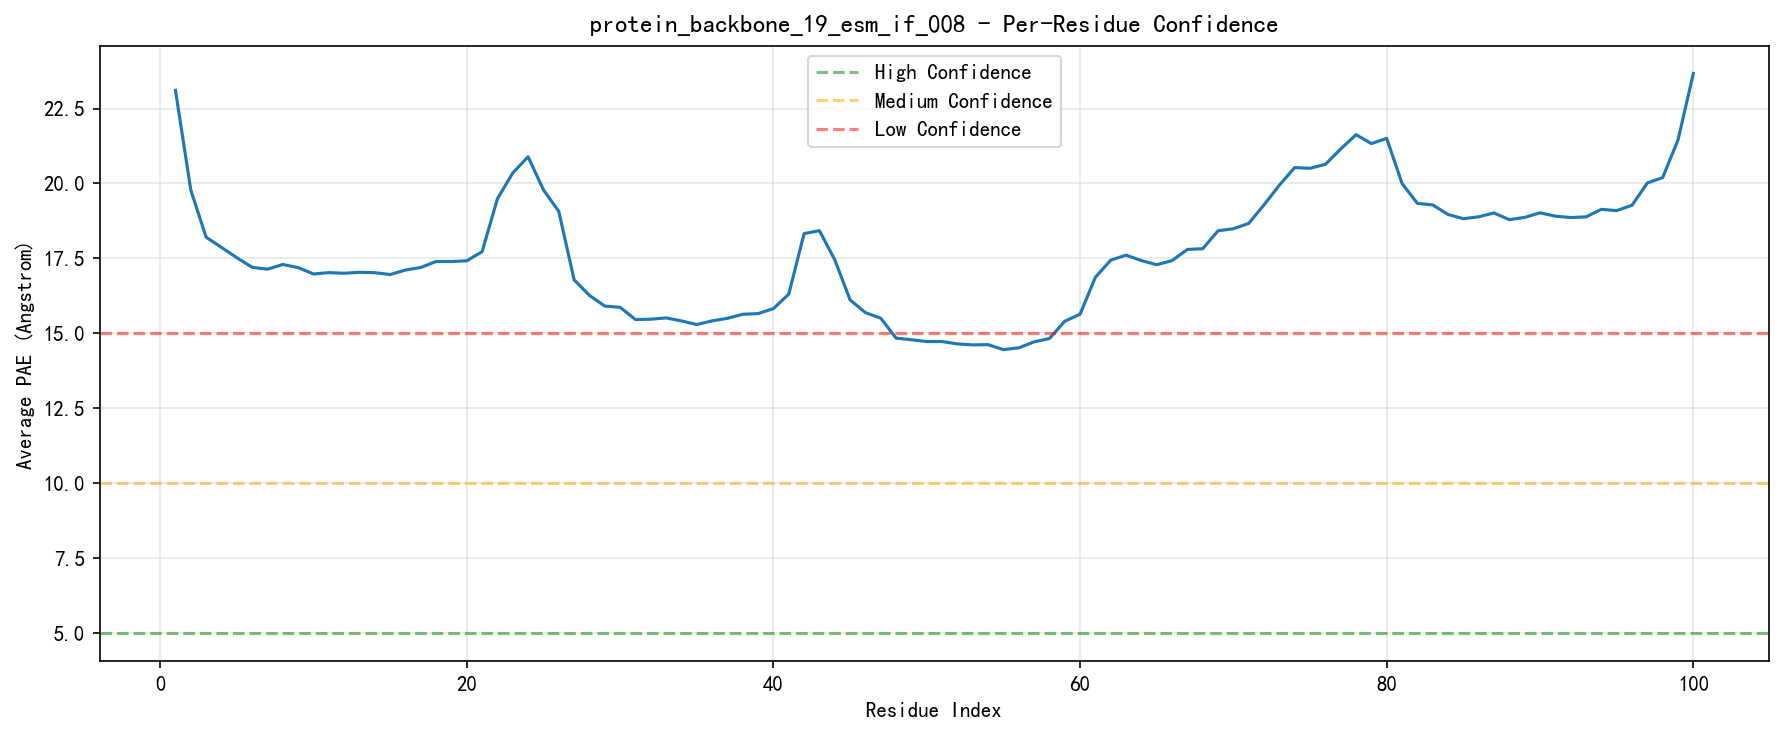 protein_backbone_19_esm_if_008 - Per-Residue Confidence
High Confidence
Medium Confidence
Low Confidence
Average PAE (Angstrom)
22.5
20.0
17.5
15.0
12.5
10.0
7.5
5.0
0 20 40 60 80 100
Residue Index